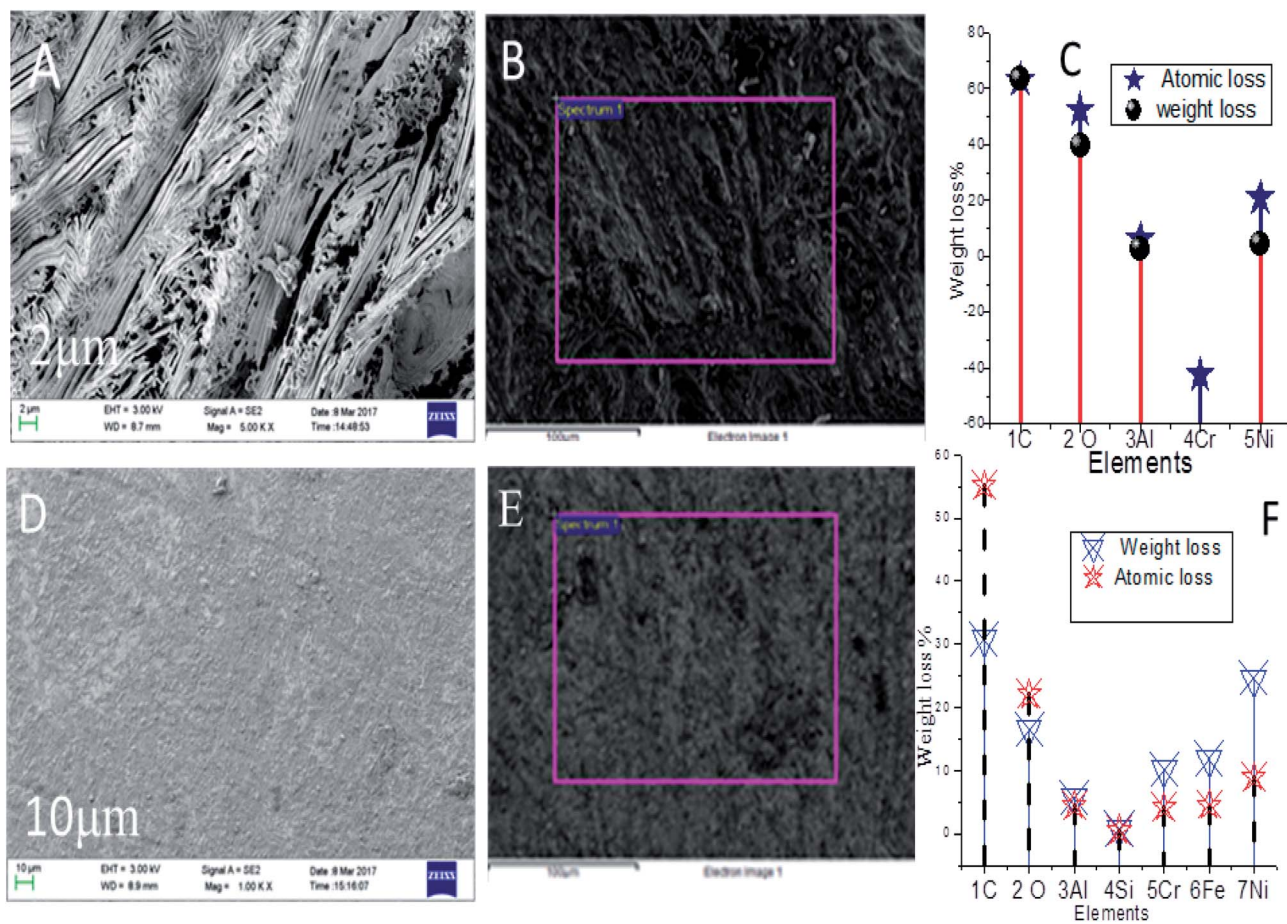 A
2μm
2 μm
EHT = 3.00 kV
WD = 8.7 mm
Signal A = SE2
Mag = 5.00 K X
Date :8 Mar 2017
Time :14:48:53
ZEISS
B
Spectrum 1
100μm
Electron Image 1
C
Atomic loss
weight loss
Weight loss%
80
60
40
20
0
-20
-40
-60
1C 2 O 3Al 4Cr 5Ni
Elements
D
10μm
10 μm
EHT = 3.00 kV
WD = 8.9 mm
Signal A = SE2
Mag = 1.00 K X
Date :8 Mar 2017
Time :15:16:07
ZEISS
E
Spectrum 1
100μm
Electron Image 1
F
Weight loss
Atomic loss
Weight loss %
60
50
40
30
20
10
0
1C 2 O 3Al 4Si 5Cr 6Fe 7Ni
Elements